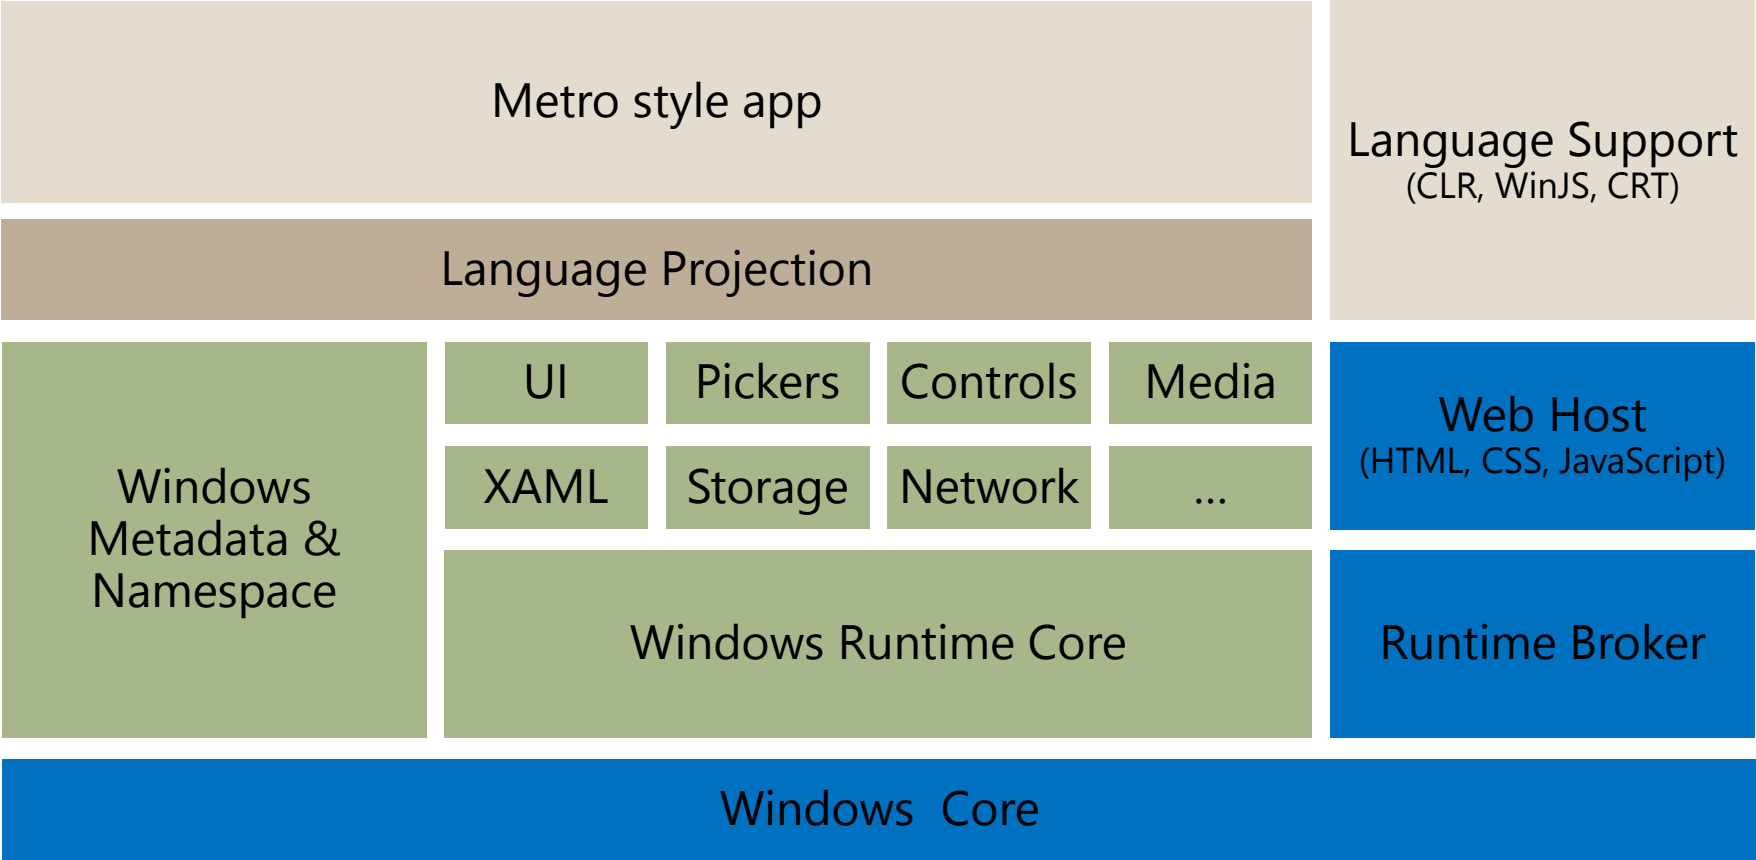 Metro style app
Language Support
(CLR, WinJS, CRT)
Language Projection
Windows
Metadata &
Namespace
UI
Pickers
Controls
Media
XAML
Storage
Network
...
Web Host
(HTML, CSS, JavaScript)
Windows Runtime Core
Runtime Broker
Windows  Core